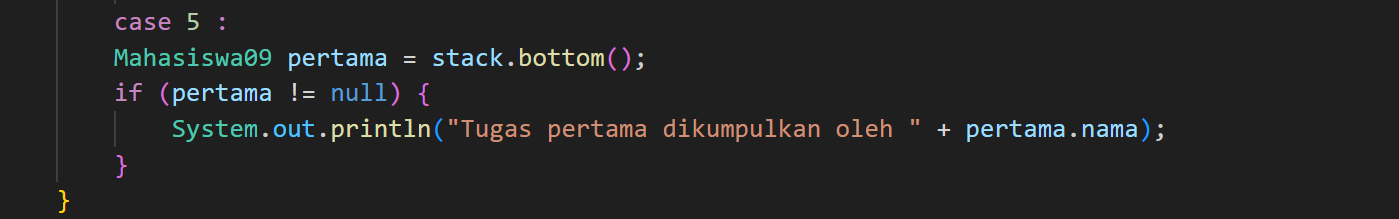 case 5 :
Mahasiswa09 pertama = stack.bottom();
if (pertama != null) {
System.out.println("Tugas pertama dikumpulkan oleh " + pertama.nama);
}
}